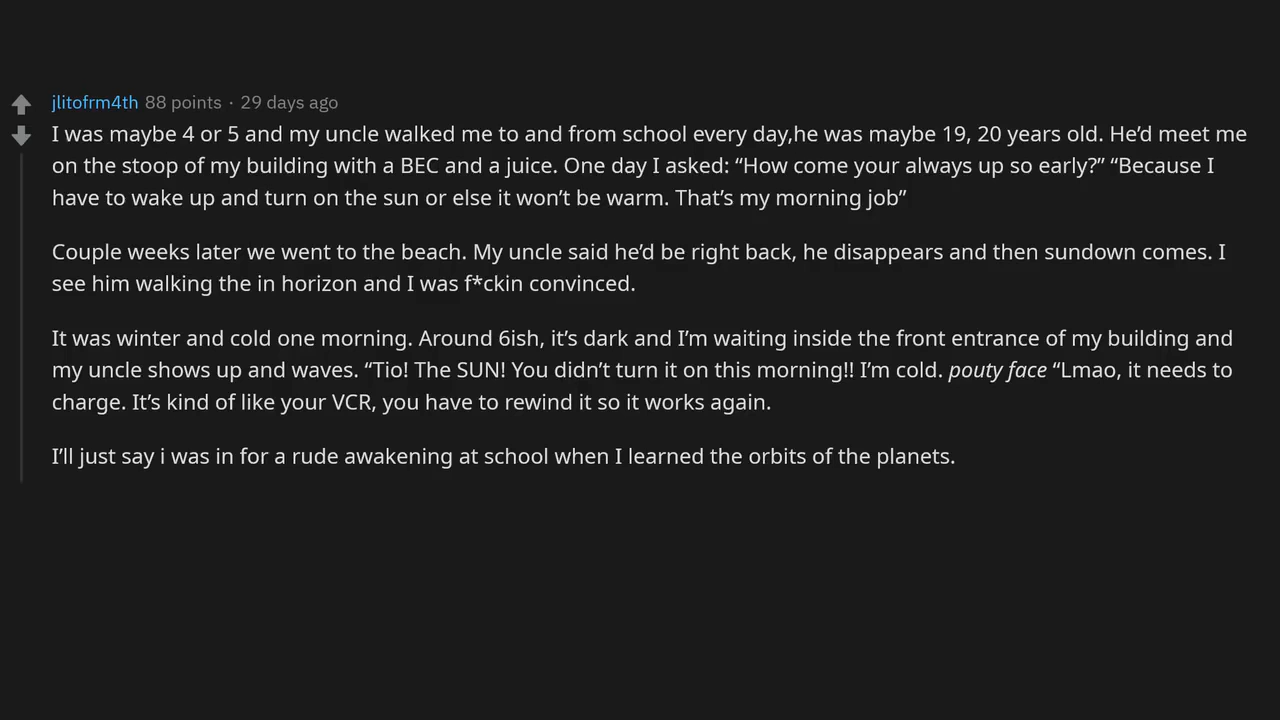 jlitofrm4th 88 points · 29 days ago
I was maybe 4 or 5 and my uncle walked me to and from school every day,he was maybe 19, 20 years old. He’d meet me
on the stoop of my building with a BEC and a juice. One day I asked: “How come your always up so early?” “Because I
have to wake up and turn on the sun or else it won’t be warm. That’s my morning job”
Couple weeks later we went to the beach. My uncle said he’d be right back, he disappears and then sundown comes. I
see him walking the in horizon and I was f*ckin convinced.
It was winter and cold one morning. Around 6ish, it’s dark and I’m waiting inside the front entrance of my building and
my uncle shows up and waves. “Tio! The SUN! You didn’t turn it on this morning!! I’m cold. pouty face “Lmao, it needs to
charge. It’s kind of like your VCR, you have to rewind it so it works again.
I’ll just say i was in for a rude awakening at school when I learned the orbits of the planets.